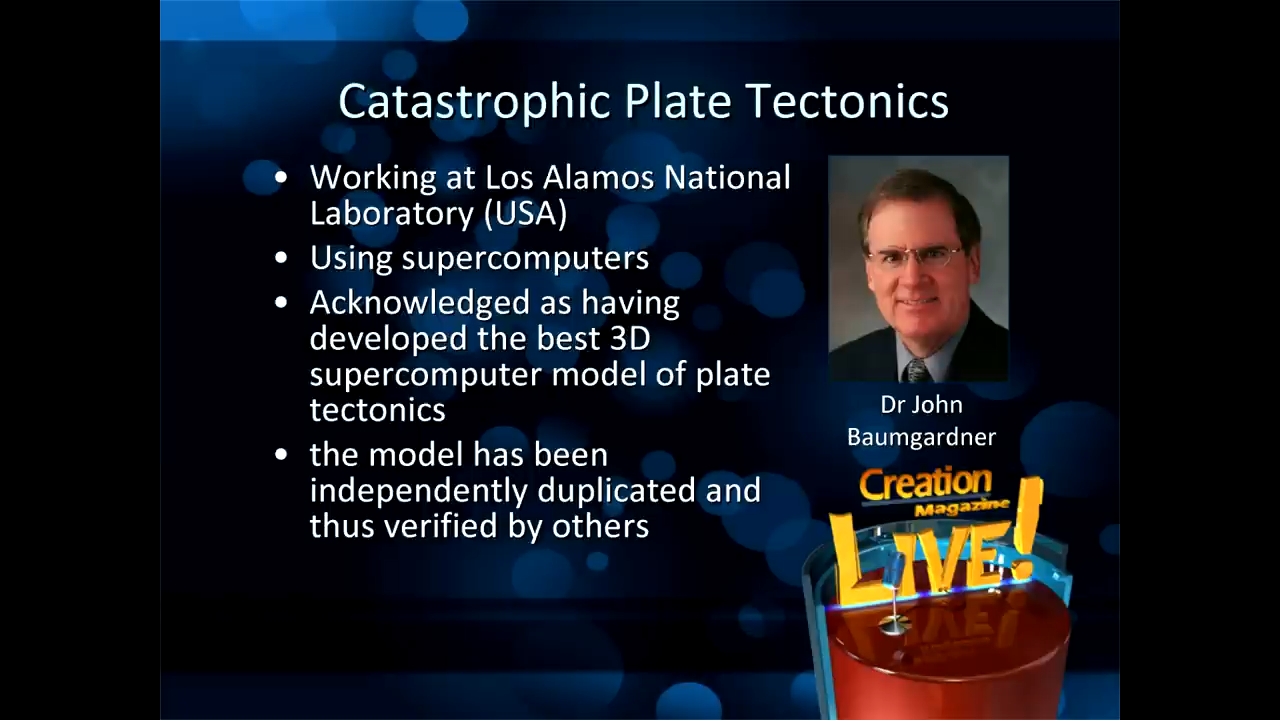 Catastrophic Plate Tectonics
• Working at Los Alamos National
Laboratory (USA)
• Using supercomputers
• Acknowledged as having
developed the best 3D
supercomputer model of plate
tectonics
• the model has been
independently duplicated and
thus verified by others
Dr John
Baumgardner
Creation
Magazine
LIVE!